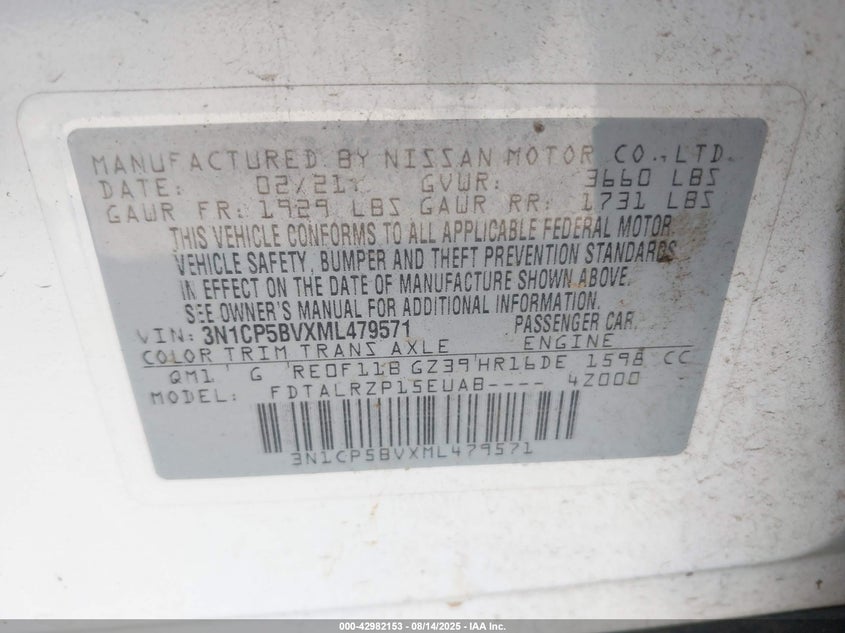 MANUFACTURED BY NISSAN MOTOR CO.,LTD.
DATE: 02/21 GVWR: 3660 LBS
GAWR FR: 1929 LBS GAWR RR: 1731 LBS
THIS VEHICLE CONFORMS TO ALL APPLICABLE FEDERAL MOTOR
VEHICLE SAFETY, BUMPER AND THEFT PREVENTION STANDARDS
IN EFFECT ON THE DATE OF MANUFACTURE SHOWN ABOVE.
SEE OWNER'S MANUAL FOR ADDITIONAL INFORMATION.
VIN: 3N1CP5BVXML479571 PASSENGER CAR
COLOR TRIM TRANS AXLE ENGINE
QM1 G RE0F11B GZ39 HR16DE 1598 CC
MODEL: FDTALRZP15EUAB---- 4Z000
3N1CP5BVXML479571
000-42982153 - 08/14/2025 - IAA Inc.